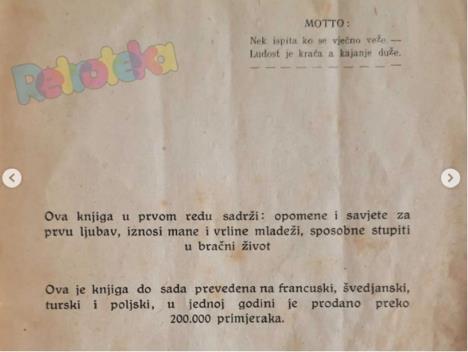 MOTTO:
Nek ispita ko se vječno veže. —
Ludost je kraća a kajanje duže.
Retroteka
Ova knjiga u prvom redu sadrži: opomene i savjete za
prvu ljubav, iznosi mane i vrline mladeži, sposobne stupiti
u bračni život
Ova je knjiga do sada prevedena na francuski, švedjanski,
turski i poljski, u jednoj godini je prodano preko
200.000 primjeraka.